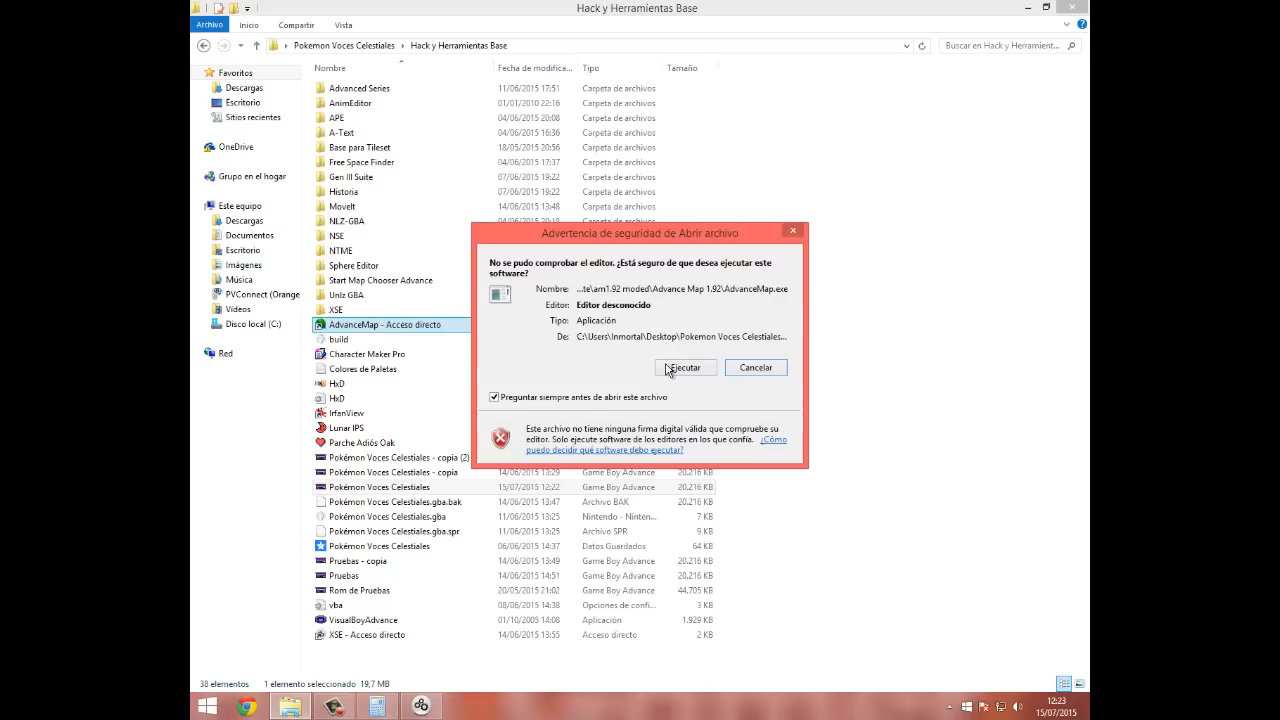 Hack y Herramientas Base
Archivo Inicio Compartir Vista
Pokemon Voces Celestiales Hack y Herramientas Base
Buscar en Hack y Herramient...
Nombre Fecha de modifica... Tipo Tamaño
Favoritos
Descargas
Escritorio
Sitios recientes
OneDrive
Grupo en el hogar
Este equipo
Descargas
Documentos
Escritorio
Imágenes
Música
PVConnect (Orange
Vídeos
Disco local (C:)
Red
Advanced Series 11/06/2015 17:51 Carpeta de archivos
AnimEditor 01/01/2010 22:16 Carpeta de archivos
APE 04/06/2015 20:08 Carpeta de archivos
A-Text 04/06/2015 16:36 Carpeta de archivos
Base para Tileset 18/05/2015 20:56 Carpeta de archivos
Free Space Finder 04/06/2015 17:37 Carpeta de archivos
Gen III Suite 07/06/2015 19:22 Carpeta de archivos
Historia 07/06/2015 19:22 Carpeta de archivos
MoveIt 14/06/2015 13:48 Carpeta de archivos
NLZ-GBA
NSE
NTME
Sphere Editor
Start Map Chooser Advance
Unlz GBA
XSE
AdvanceMap - Acceso directo
build
Character Maker Pro
Colores de Paletas
HxD
HxD
IrfanView
Lunar IPS
Parche Adiós Oak
Pokémon Voces Celestiales - copia (2)
Pokémon Voces Celestiales - copia 14/06/2015 13:29 Game Boy Advance 20.216 KB
Pokémon Voces Celestiales 15/07/2015 12:22 Game Boy Advance 20.216 KB
Pokémon Voces Celestiales.gba.bak 14/06/2015 13:47 Archivo BAK 20.216 KB
Pokémon Voces Celestiales.gba 11/06/2015 13:25 Nintendo - Ninten... 7 KB
Pokémon Voces Celestiales.gba.spr 11/06/2015 13:25 Archivo SPR 9 KB
Pokémon Voces Celestiales 06/06/2015 14:37 Datos Guardados 64 KB
Pruebas - copia 14/06/2015 13:49 Game Boy Advance 20.216 KB
Pruebas 14/06/2015 14:51 Game Boy Advance 20.216 KB
Rom de Pruebas 20/05/2015 21:02 Game Boy Advance 44.705 KB
vba 08/06/2015 14:38 Opciones de confi... 3 KB
VisualBoyAdvance 01/10/2005 14:08 Aplicación 1.929 KB
XSE - Acceso directo 14/06/2015 13:55 Acceso directo 2 KB
Advertencia de seguridad de Abrir archivo
No se pudo comprobar el editor. ¿Está seguro de que desea ejecutar este
software?
Nombre: ...te\am1.92 moded\Advance Map 1.92\AdvanceMap.exe
Editor: Editor desconocido
Tipo: Aplicación
De: C:\Users\Inmortal\Desktop\Pokemon Voces Celestiales...
Ejecutar Cancelar
Preguntar siempre antes de abrir este archivo
Este archivo no tiene ninguna firma digital válida que compruebe su
editor. Solo ejecute software de los editores en los que confía. ¿Cómo
puedo decidir qué software debo ejecutar?
38 elementos 1 elemento seleccionado 19,7 MB
12:23
15/07/2015